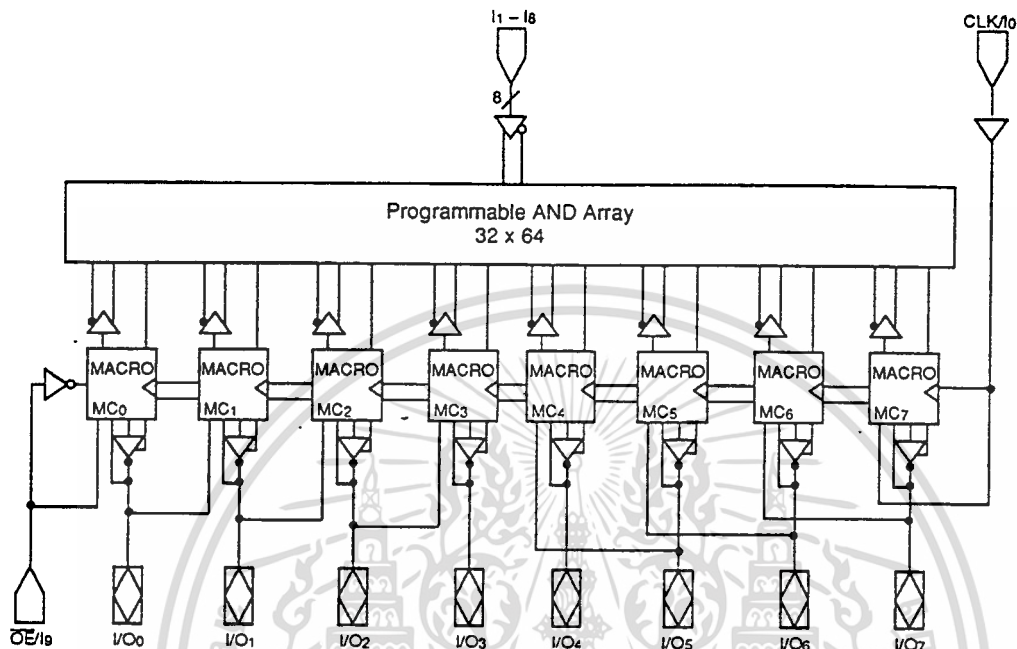 I1 – I8
CLK/I0
8
Programmable AND Array
32 x 64
MACRO MACRO MACRO MACRO MACRO MACRO MACRO MACRO
MC0 MC1 MC2 MC3 MC4 MC5 MC6 MC7
OE/I9 I/O0 I/O1 I/O2 I/O3 I/O4 I/O5 I/O6 I/O7